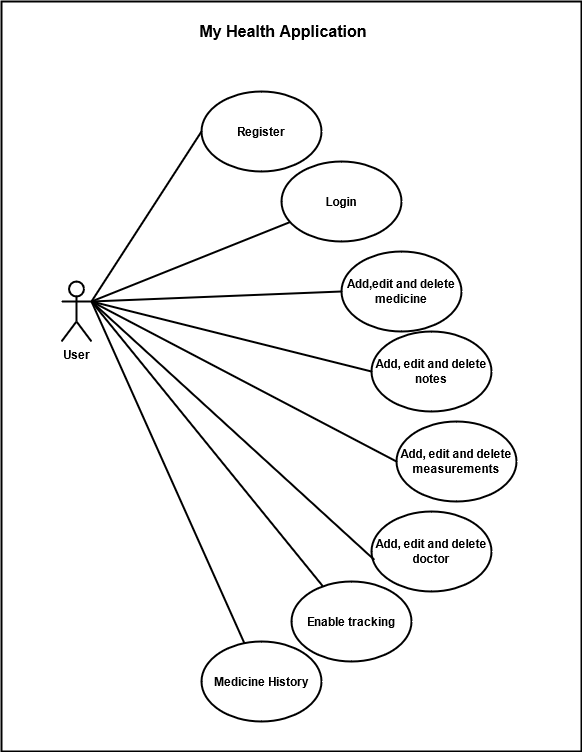 My Health Application
Register
Login
Add,edit and delete
medicine
User
Add, edit and delete
notes
Add, edit and delete
measurements
Add, edit and delete
doctor
Enable tracking
Medicine History